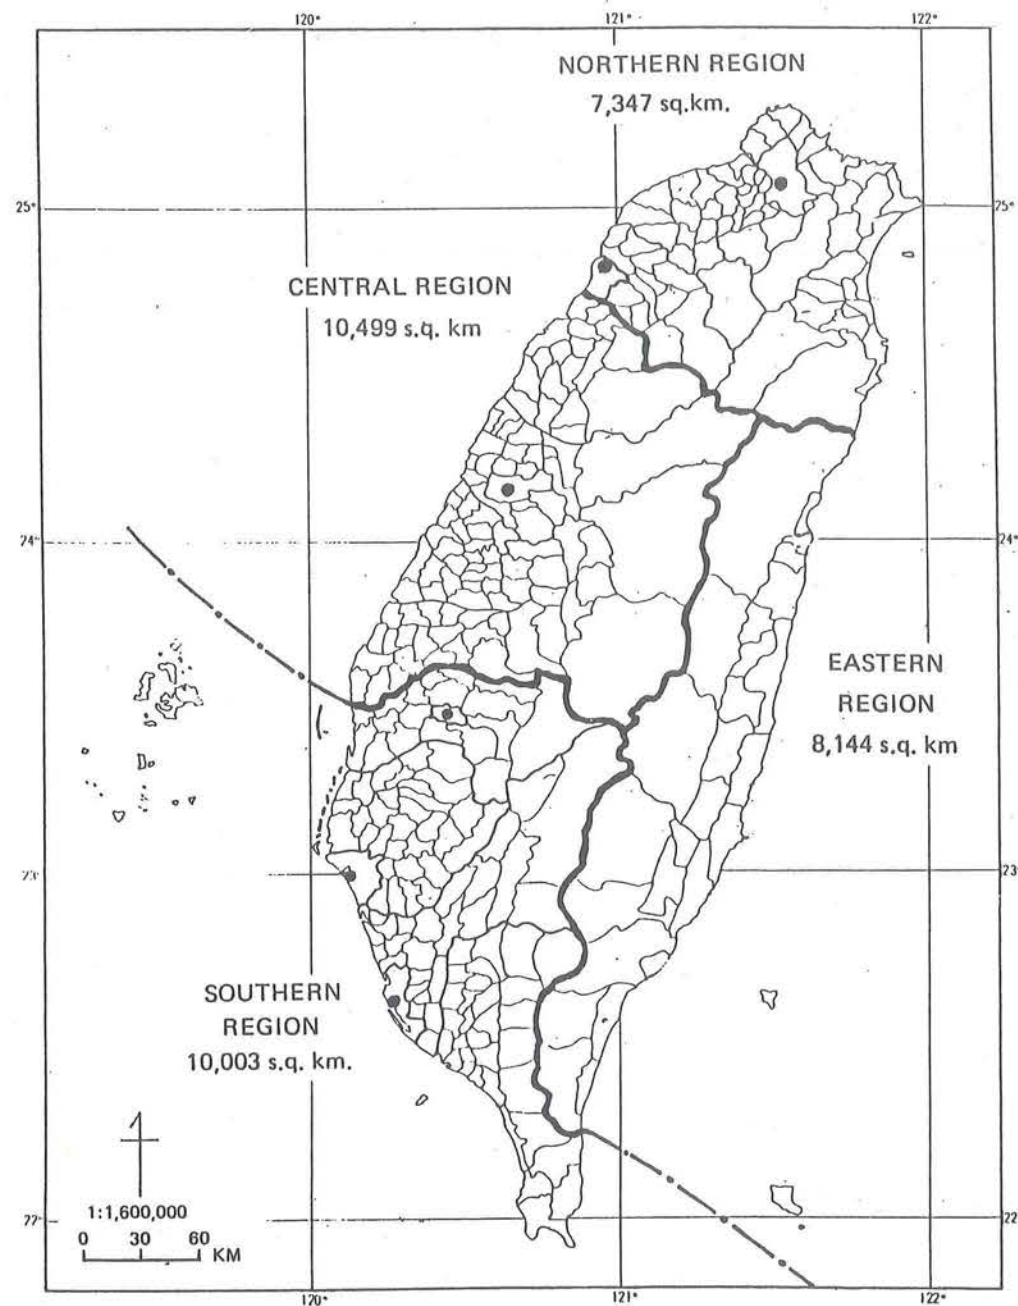 120° 121° 122°
NORTHERN REGION
7,347 sq.km.
25° 25°
CENTRAL REGION
10,499 s.q. km
24° 24°
EASTERN
REGION
8,144 s.q. km
23° 23°
SOUTHERN
REGION
10,003 s.q. km.
1:1,600,000
22° 22°
0 30 60
KM
120° 121° 122°